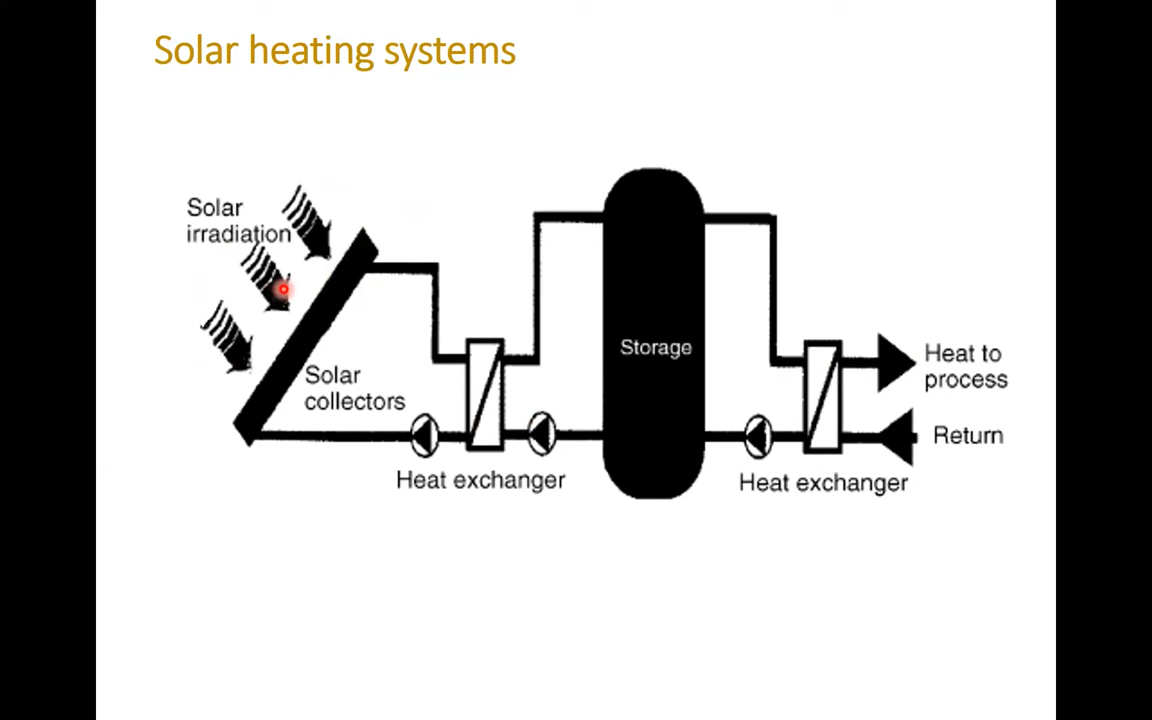 Solar heating systems
Solar
irradiation
Solar
collectors
Storage
Heat to
process
Return
Heat exchanger
Heat exchanger